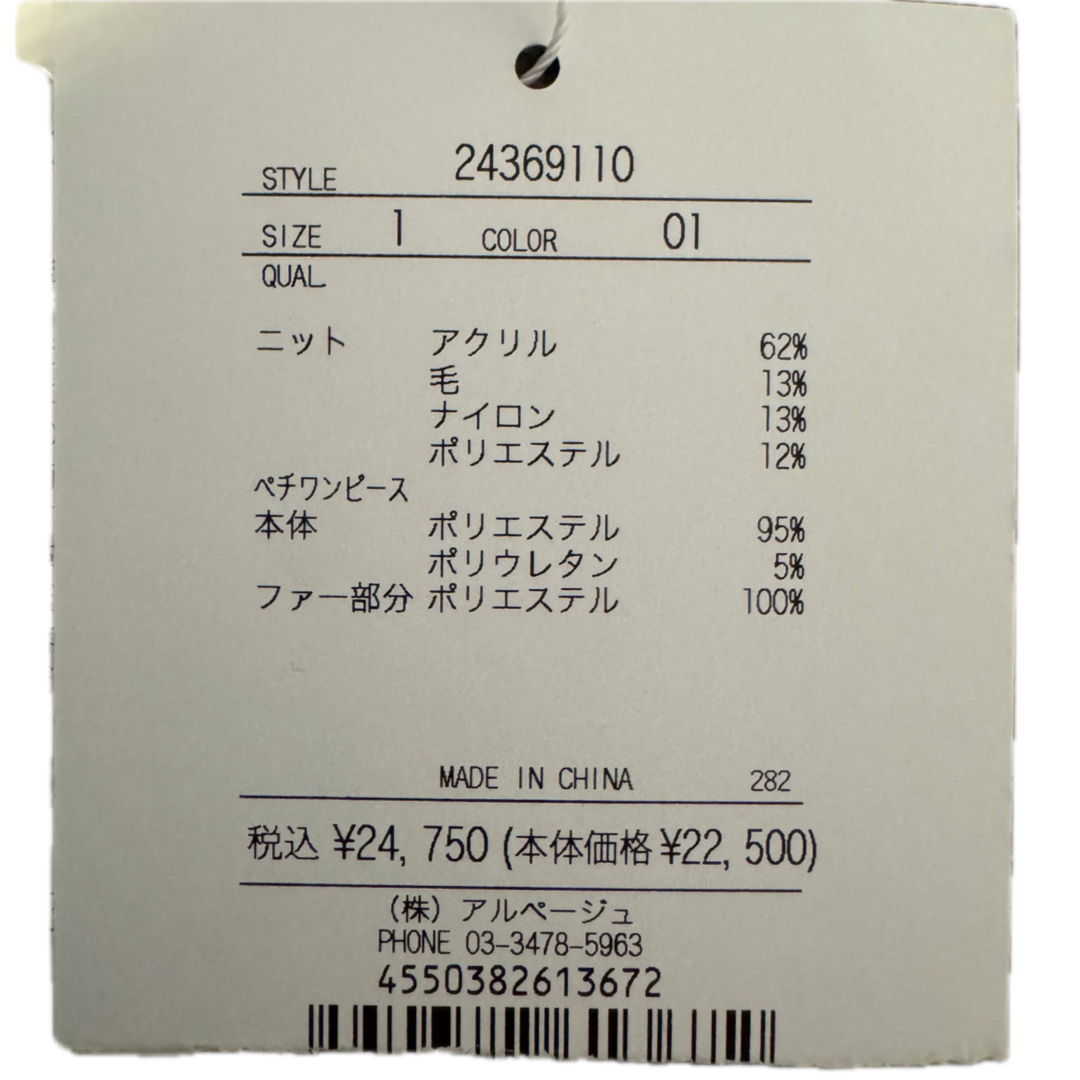 STYLE 24369110
SIZE 1 COLOR 01
QUAL
ニット アクリル 62%
毛 13%
ナイロン 13%
ポリエステル 12%
ペチワンピース
本体 ポリエステル 95%
ポリウレタン 5%
ファー部分 ポリエステル 100%
MADE IN CHINA 282
税込 ¥24,750 (本体価格¥22,500)
(株) アルページュ
PHONE 03-3478-5963
4550382613672